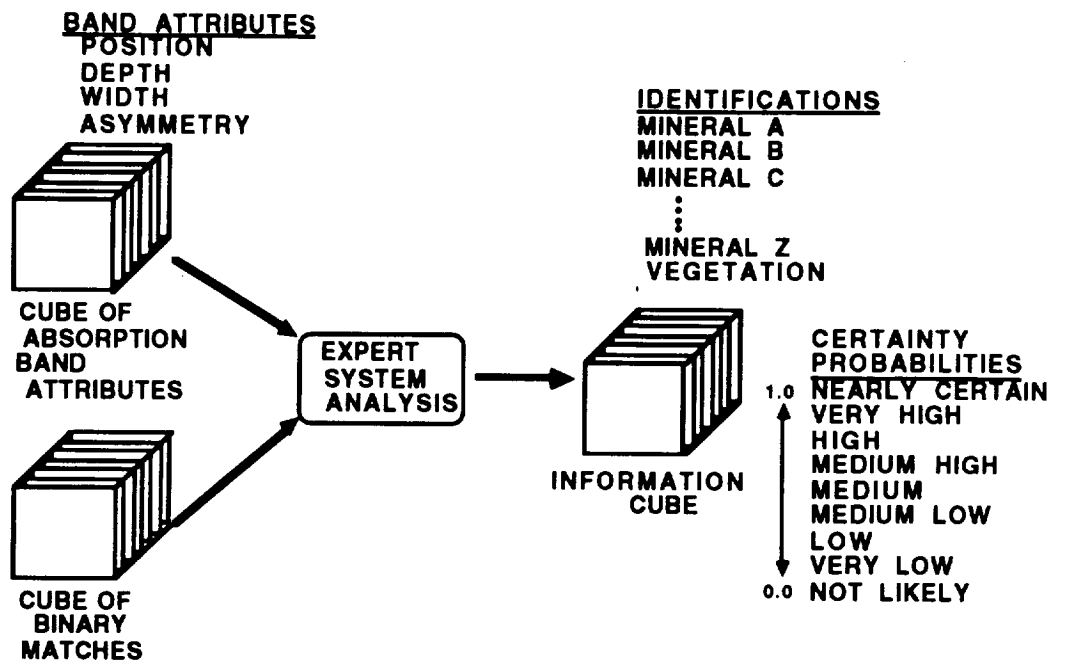 BAND ATTRIBUTES
POSITION
DEPTH
WIDTH
ASYMMETRY
CUBE OF
ABSORPTION
BAND
ATTRIBUTES
CUBE OF
BINARY
MATCHES
EXPERT
SYSTEM
ANALYSIS
IDENTIFICATIONS
MINERAL A
MINERAL B
MINERAL C
MINERAL Z
VEGETATION
INFORMATION
CUBE
CERTAINTY
PROBABILITIES
1.0 NEARLY CERTAIN
VERY HIGH
HIGH
MEDIUM HIGH
MEDIUM
MEDIUM LOW
LOW
VERY LOW
0.0 NOT LIKELY